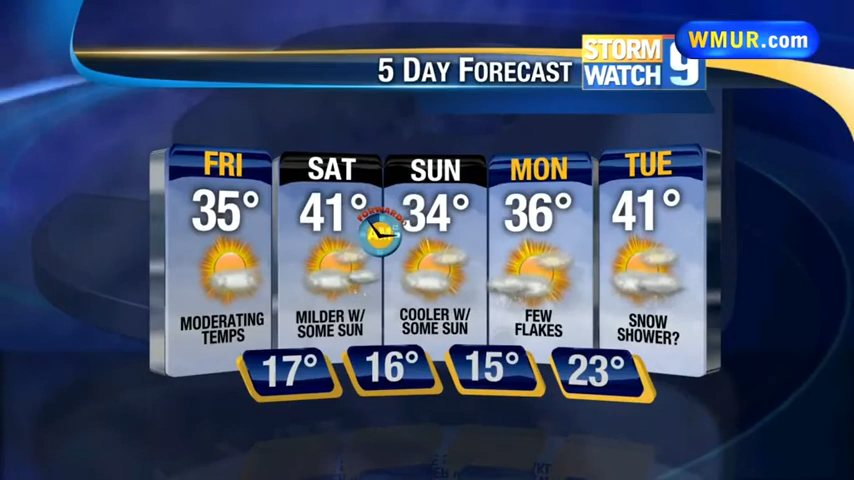 WMUR.com
5 DAY FORECAST
STORM
WATCH 9
FRI
35°
MODERATING
TEMPS
SAT
41°
MILDER W/
SOME SUN
FORWARD
SUN
34°
COOLER W/
SOME SUN
MON
36°
FEW
FLAKES
TUE
41°
SNOW
SHOWER?
17° 16° 15° 23°